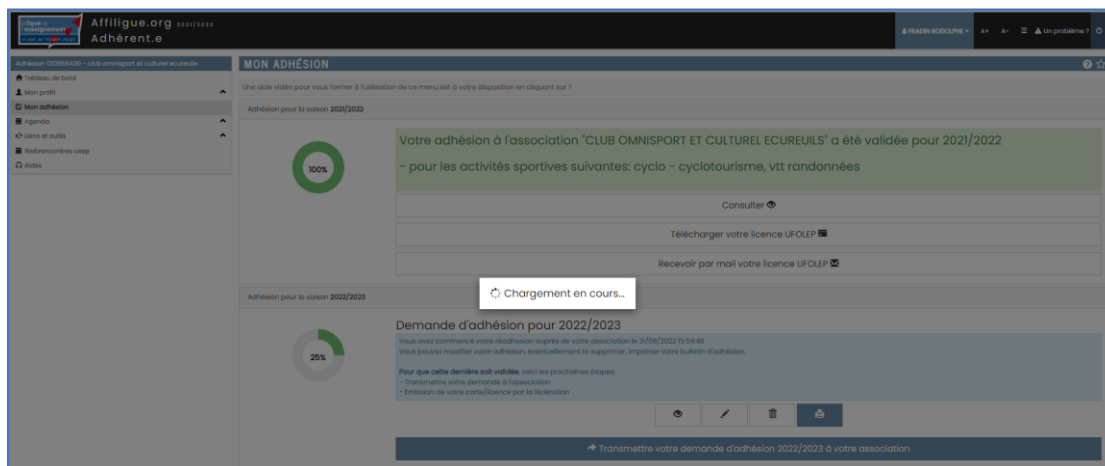 la ligue de
l'enseignement
Affiligue.org 2021/2022
Adhérent.e
FRADIN RODOLPHE
A+ A- Un problème ?
Adhésion 033555430 - club omnisport et culturel ecureuils
Tableau de bord
Mon profil
Mon adhésion
Agenda
Liens et outils
Webrencontres usep
Aides
MON ADHÉSION
Une aide vidéo pour vous former à l'utilisation de ce menu est à votre disposition en cliquant sur ?
Adhésion pour la saison 2021/2022
100%
Votre adhésion à l'association "CLUB OMNISPORT ET CULTUREL ECUREUILS" a été validée pour 2021/2022
- pour les activités sportives suivantes: cyclo - cyclotourisme, vtt randonnées
Consulter
Télécharger votre licence UFOLEP
Recevoir par mail votre licence UFOLEP
Chargement en cours...
Adhésion pour la saison 2022/2023
25%
Demande d'adhésion pour 2022/2023
Vous avez commencé votre réadhesion auprès de votre association le 31/08/2022 15:54:46
Vous pouvez modifier votre adhésion, éventuellement la supprimer, imprimer votre bulletin d'adhésion.
Pour que cette dernière soit validée, voici les prochaines étapes:
- Transmettre votre demande à l'association
- Emission de votre carte/licence par la fédération
Transmettre votre demande d'adhésion 2022/2023 à votre association